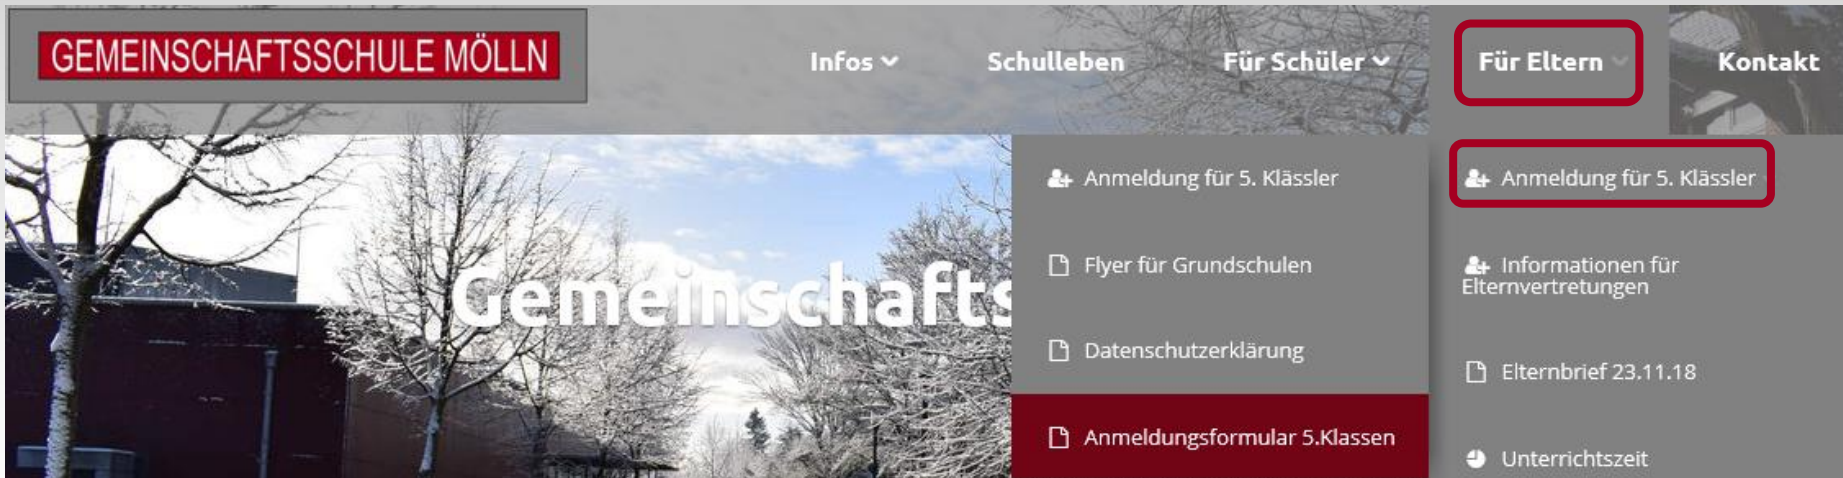 GEMEINSCHAFTSSCHULE MÖLLN
Infos
Schulleben
Für Schüler
Für Eltern
Kontakt
Gemeinschafts
Anmeldung für 5. Klässler
Flyer für Grundschulen
Datenschutzerklärung
Anmeldungsformular 5.Klassen
Anmeldung für 5. Klässler
Informationen für
Elternvertretungen
Elternbrief 23.11.18
Unterrichtszeit